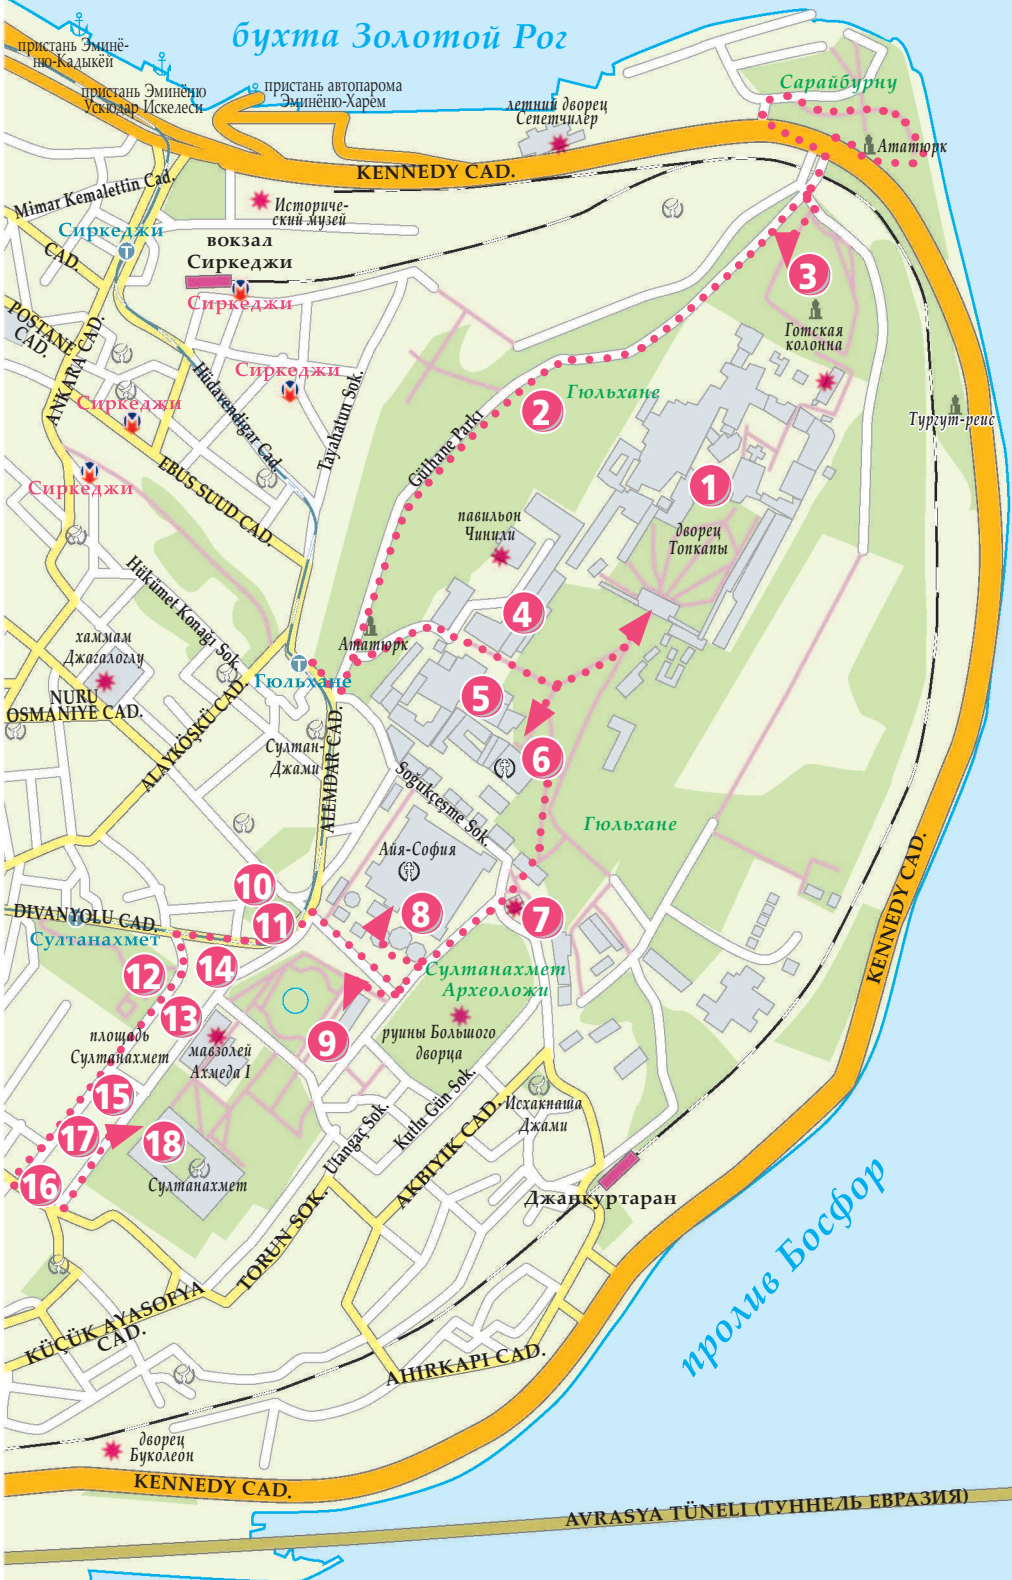 бухта Золотой Рог
пристань Эминё-
ню-Кадыкёй
пристань Эминёню
Ускюдар Искелеси
пристань автопарома
Эминёню-Харем
летний дворец
Сепетчилер
Сарайбурну
Ататюрк
KENNEDY CAD.
Mimar Kemalettin Cad.
Историче-
ский музей
Сиркеджи
T
вокзал
Сиркеджи
M
Сиркеджи
CAD.
POSTANE
CAD.
ANKARA CAD.
3
Готская
колонна
Сиркеджи
M
Сиркеджи
M
Hüdavendigar Cad.
Tayahatun Sok.
2
Гюльхане
Gülhane Parkı
Тургут-реис
M
Сиркеджи
EBUS SUUD CAD.
1
дворец
Топкапы
павильон
Чинили
Hükümet Konağı Sok.
4
хаммам
Джагалоглу
Ататюрк
T
Гюльхане
5
NURU
OSMANIYE CAD.
ALAYKÖŞKÜ CAD.
Султан-
Джами
ALEMDAR CAD.
6
Soğukçeşme Sok.
Гюльхане
Айя-София
10
8
7
11
DIVANYOLU CAD.
T
Султанахмет
KENNEDY CAD.
12
14
Султанахмет
Археоложи
13
9
руины Большого
дворца
площадь
Султанахмет
мавзолей
Ахмеда I
15
Kutlu Gün Sok.
Utangaç Sok.
Исхакпаша
Джами
17
18
16
Султанахмет
AKBIYIK CAD.
Джанкуртаран
TORUN SOK.
пролив Босфор
KÜÇÜK AYASOFYA
CAD.
AHIRKAPI CAD.
дворец
Буколеон
KENNEDY CAD.
AVRASYA TÜNELI (ТУННЕЛЬ ЕВРАЗИЯ)